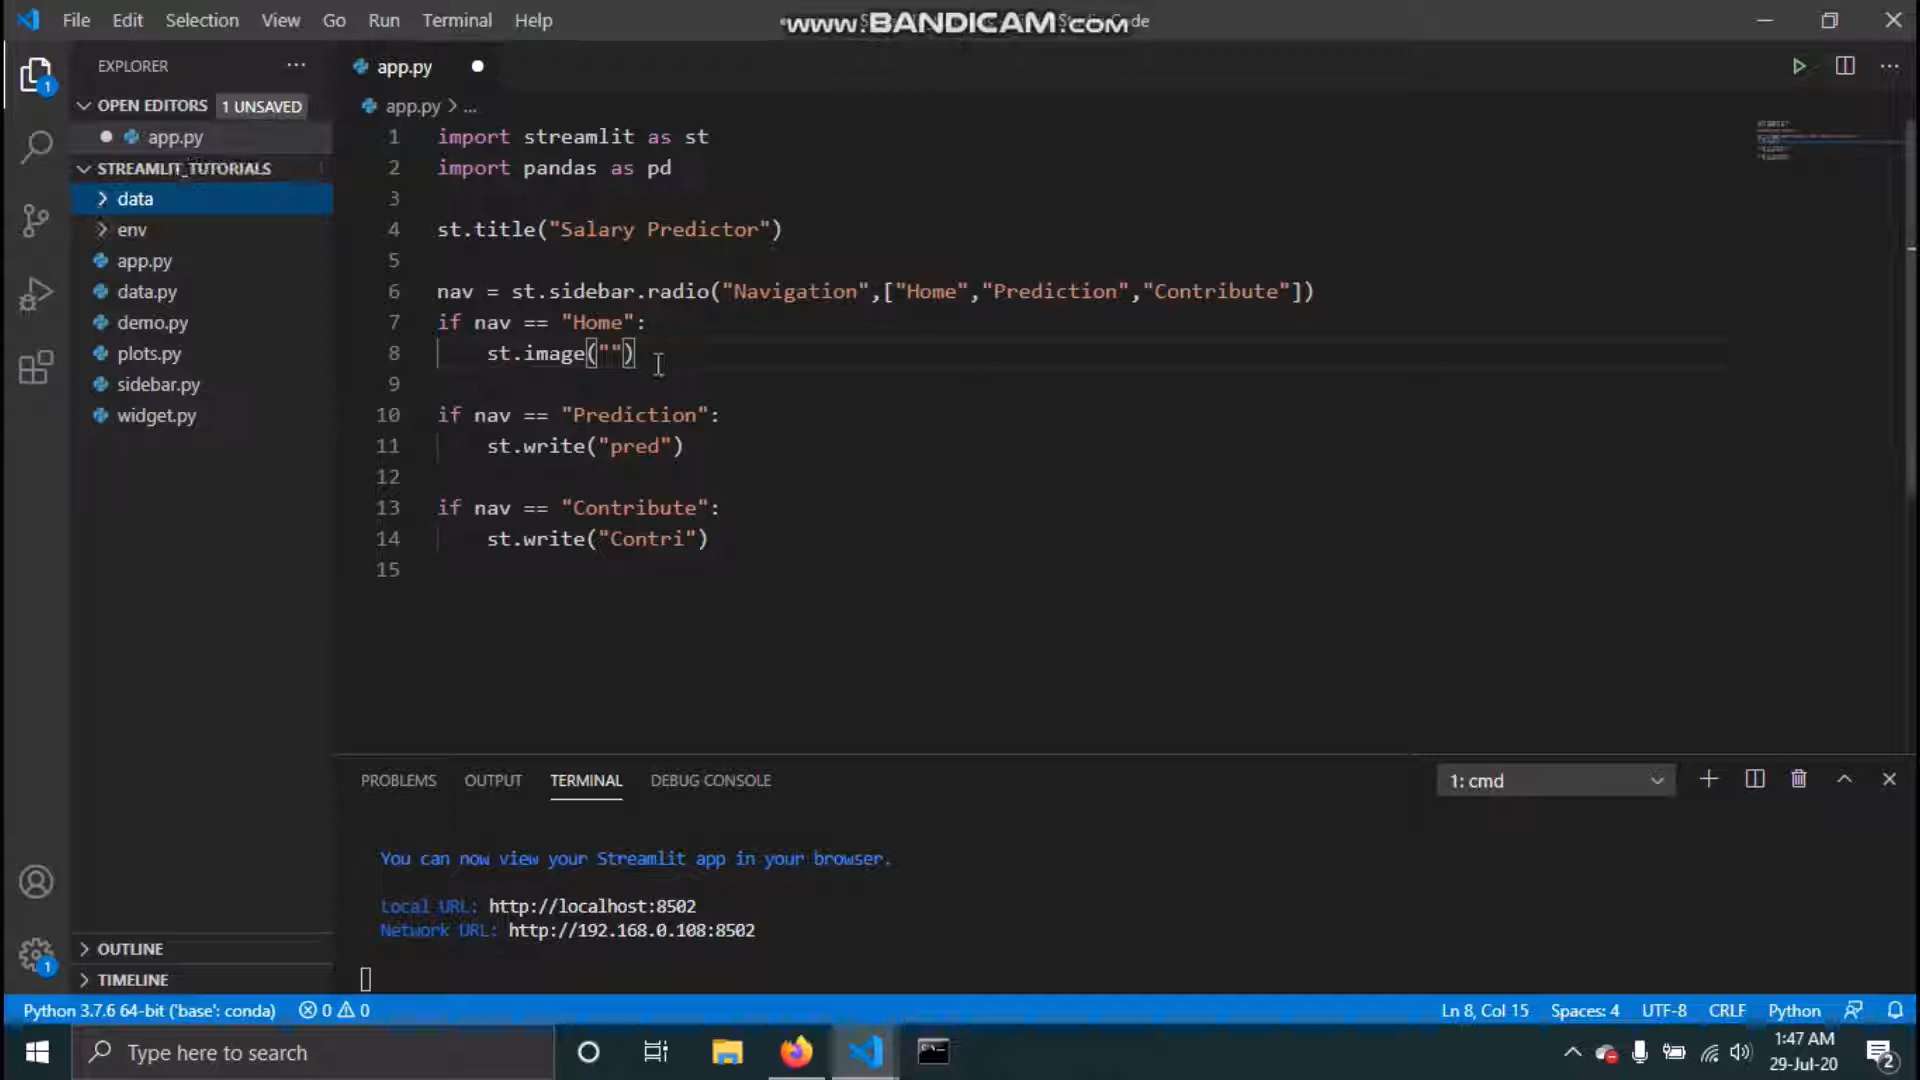 File Edit Selection View Go Run Terminal Help
www.BANDICAM.com
EXPLORER
app.py
OPEN EDITORS 1 UNSAVED
app.py > ...
app.py
STREAMLIT_TUTORIALS
data
env
app.py
data.py
demo.py
plots.py
sidebar.py
widget.py
OUTLINE
TIMELINE
1 import streamlit as st
2 import pandas as pd
3
4 st.title("Salary Predictor")
5
6 nav = st.sidebar.radio("Navigation",["Home","Prediction","Contribute"])
7 if nav == "Home":
8 st.image("")
9
10 if nav == "Prediction":
11 st.write("pred")
12
13 if nav == "Contribute":
14 st.write("Contri")
15
PROBLEMS OUTPUT TERMINAL DEBUG CONSOLE 1: cmd
You can now view your Streamlit app in your browser.
Local URL: http://localhost:8502
Network URL: http://192.168.0.108:8502
Python 3.7.6 64-bit ('base': conda) 0 0 Ln 8, Col 15 Spaces: 4 UTF-8 CRLF Python
Type here to search
1:47 AM
29-Jul-20
1
1
2